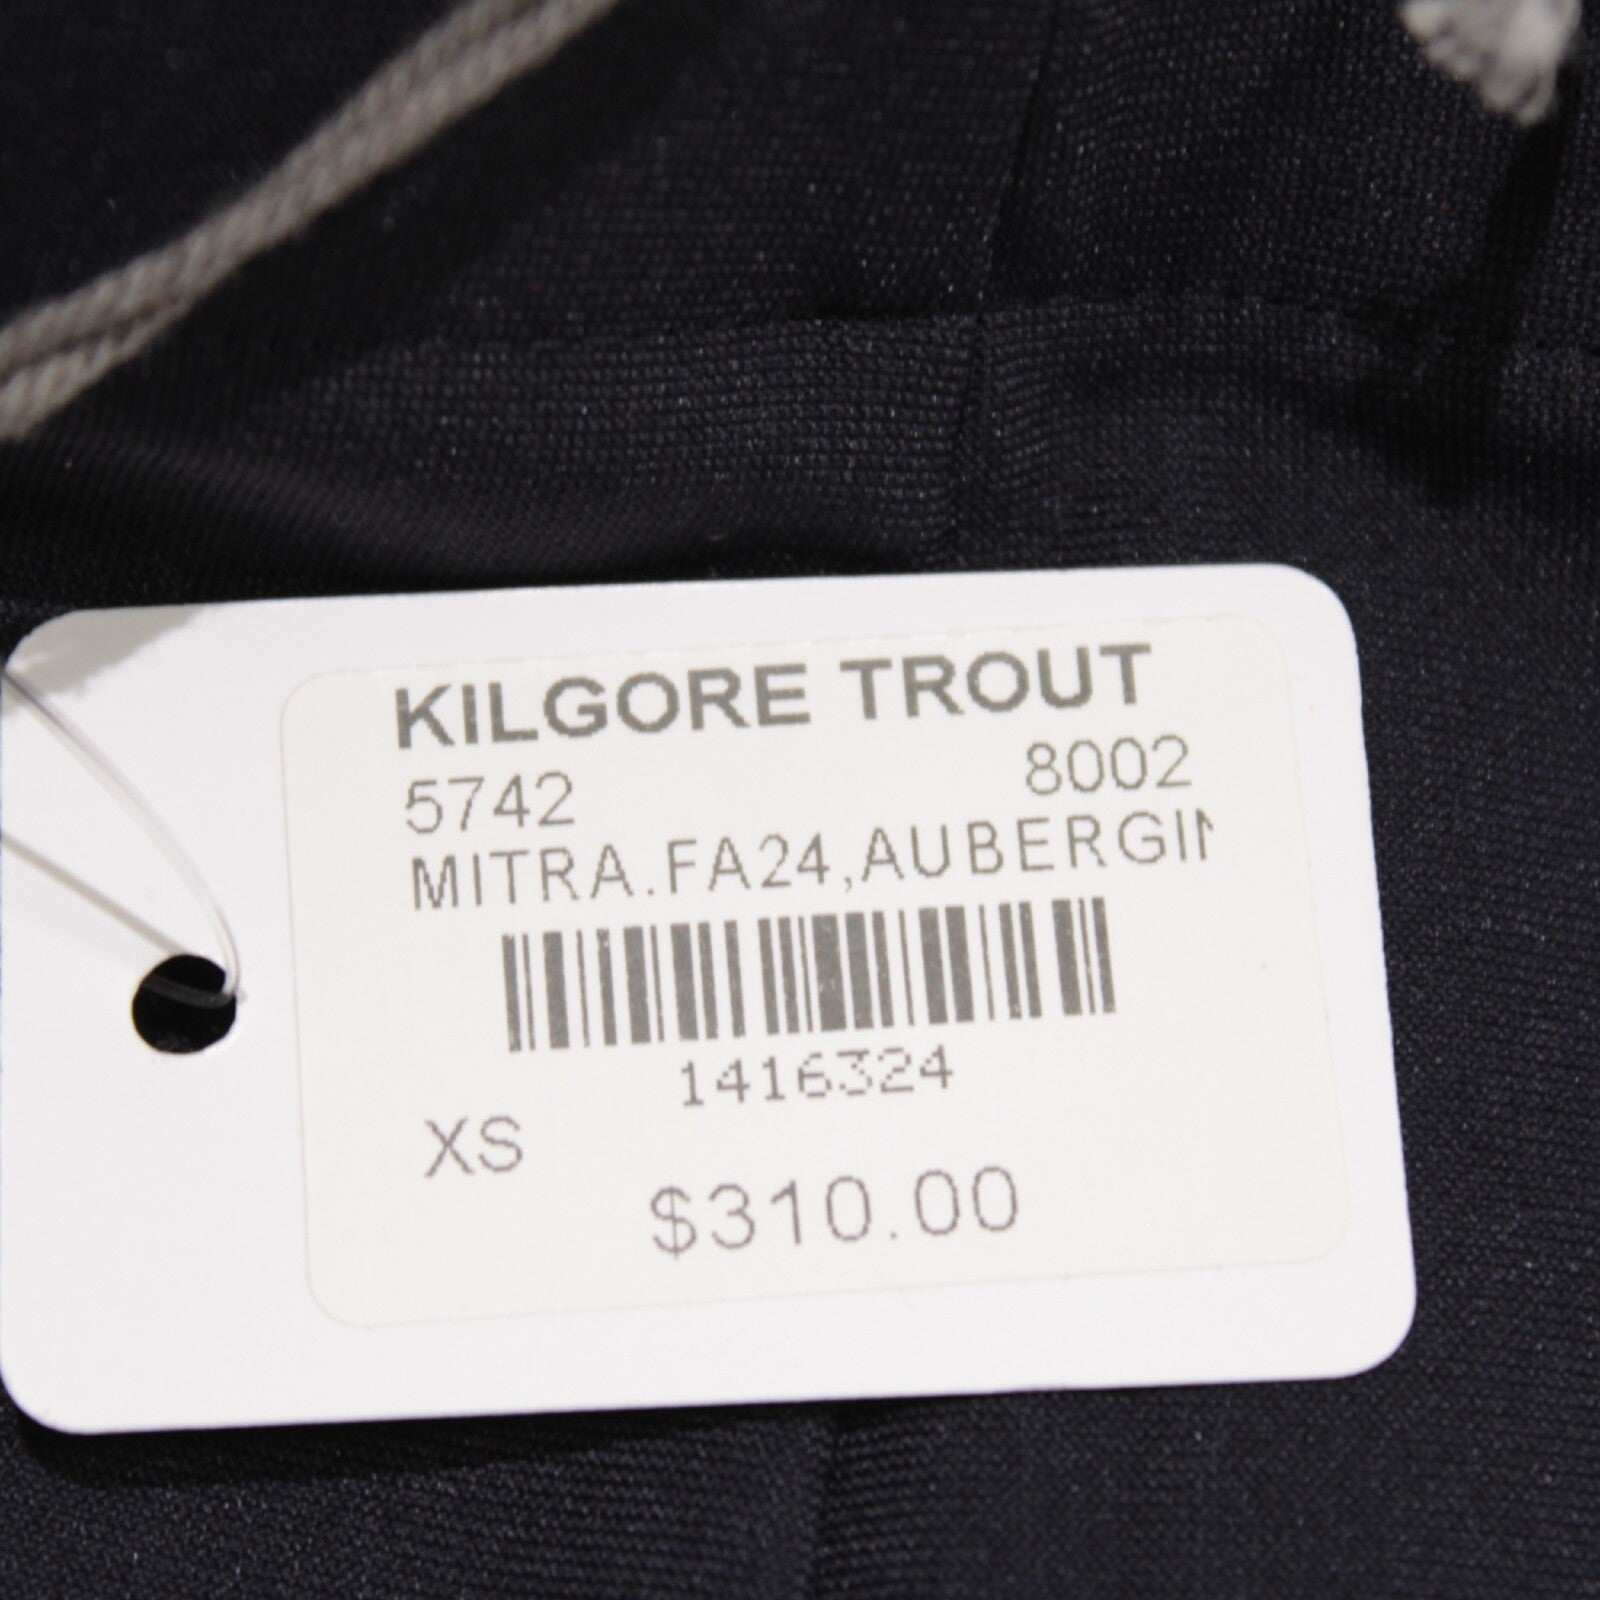 KILGORE TROUT
5742 8002
MITRA.FA24,AUBERGIN
1416324
XS
$310.00